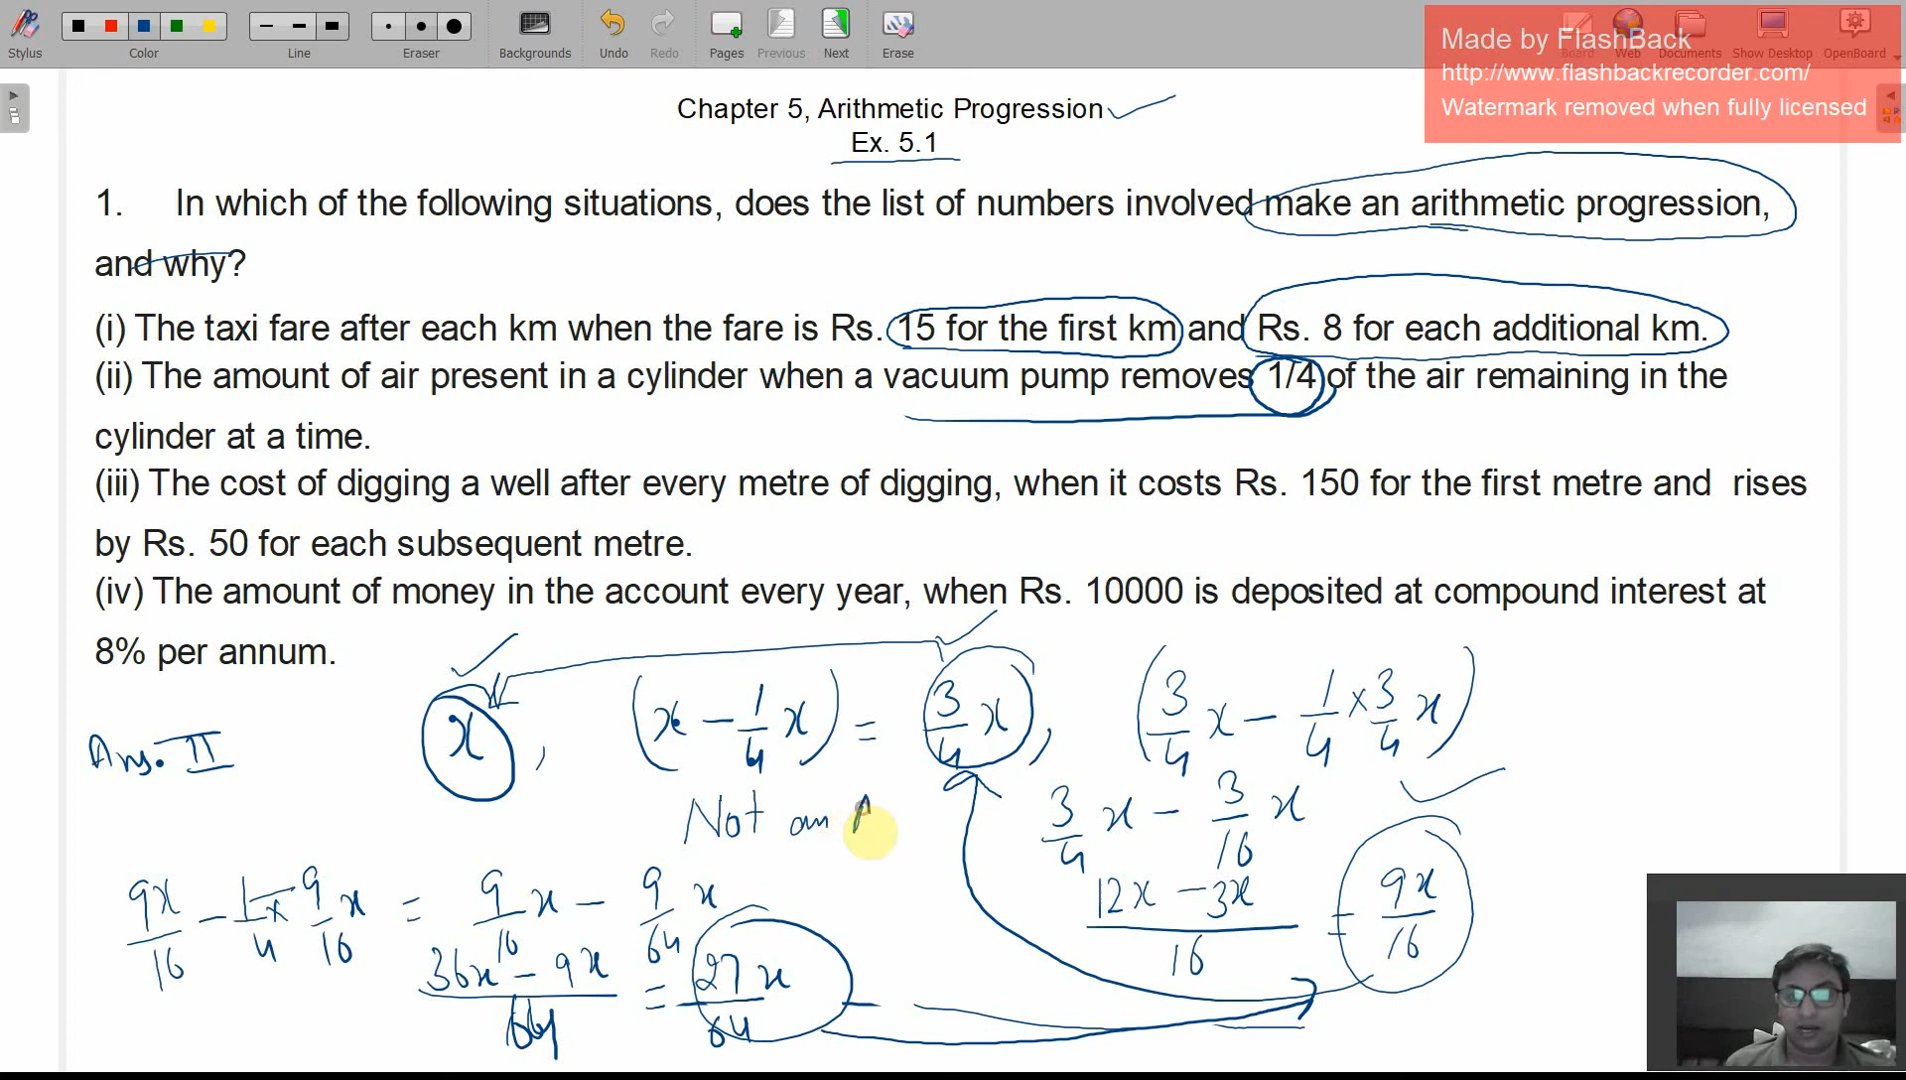 Stylus Color Line Eraser Backgrounds Undo Redo Pages Previous Next Erase Board Web Documents Show Desktop OpenBoard
Made by FlashBack
http://www.flashbackrecorder.com/
Watermark removed when fully licensed
Chapter 5, Arithmetic Progression
Ex. 5.1
1. In which of the following situations, does the list of numbers involved make an arithmetic progression,
and why?
(i) The taxi fare after each km when the fare is Rs. 15 for the first km and Rs. 8 for each additional km.
(ii) The amount of air present in a cylinder when a vacuum pump removes 1/4 of the air remaining in the
cylinder at a time.
(iii) The cost of digging a well after every metre of digging, when it costs Rs. 150 for the first metre and rises
by Rs. 50 for each subsequent metre.
(iv) The amount of money in the account every year, when Rs. 10000 is deposited at compound interest at
8% per annum.
Ans. II x, (x - 1/4 x) = 3/4 x, (3/4 x - 1/4 × 3/4 x)
Not an A
3/4 x - 3/16 x
12x - 3x / 16 = 9x/16
9x/16 - 1/4 × 9/16 x = 9/16 x - 9/64 x
36x - 9x / 64 = 27x/64